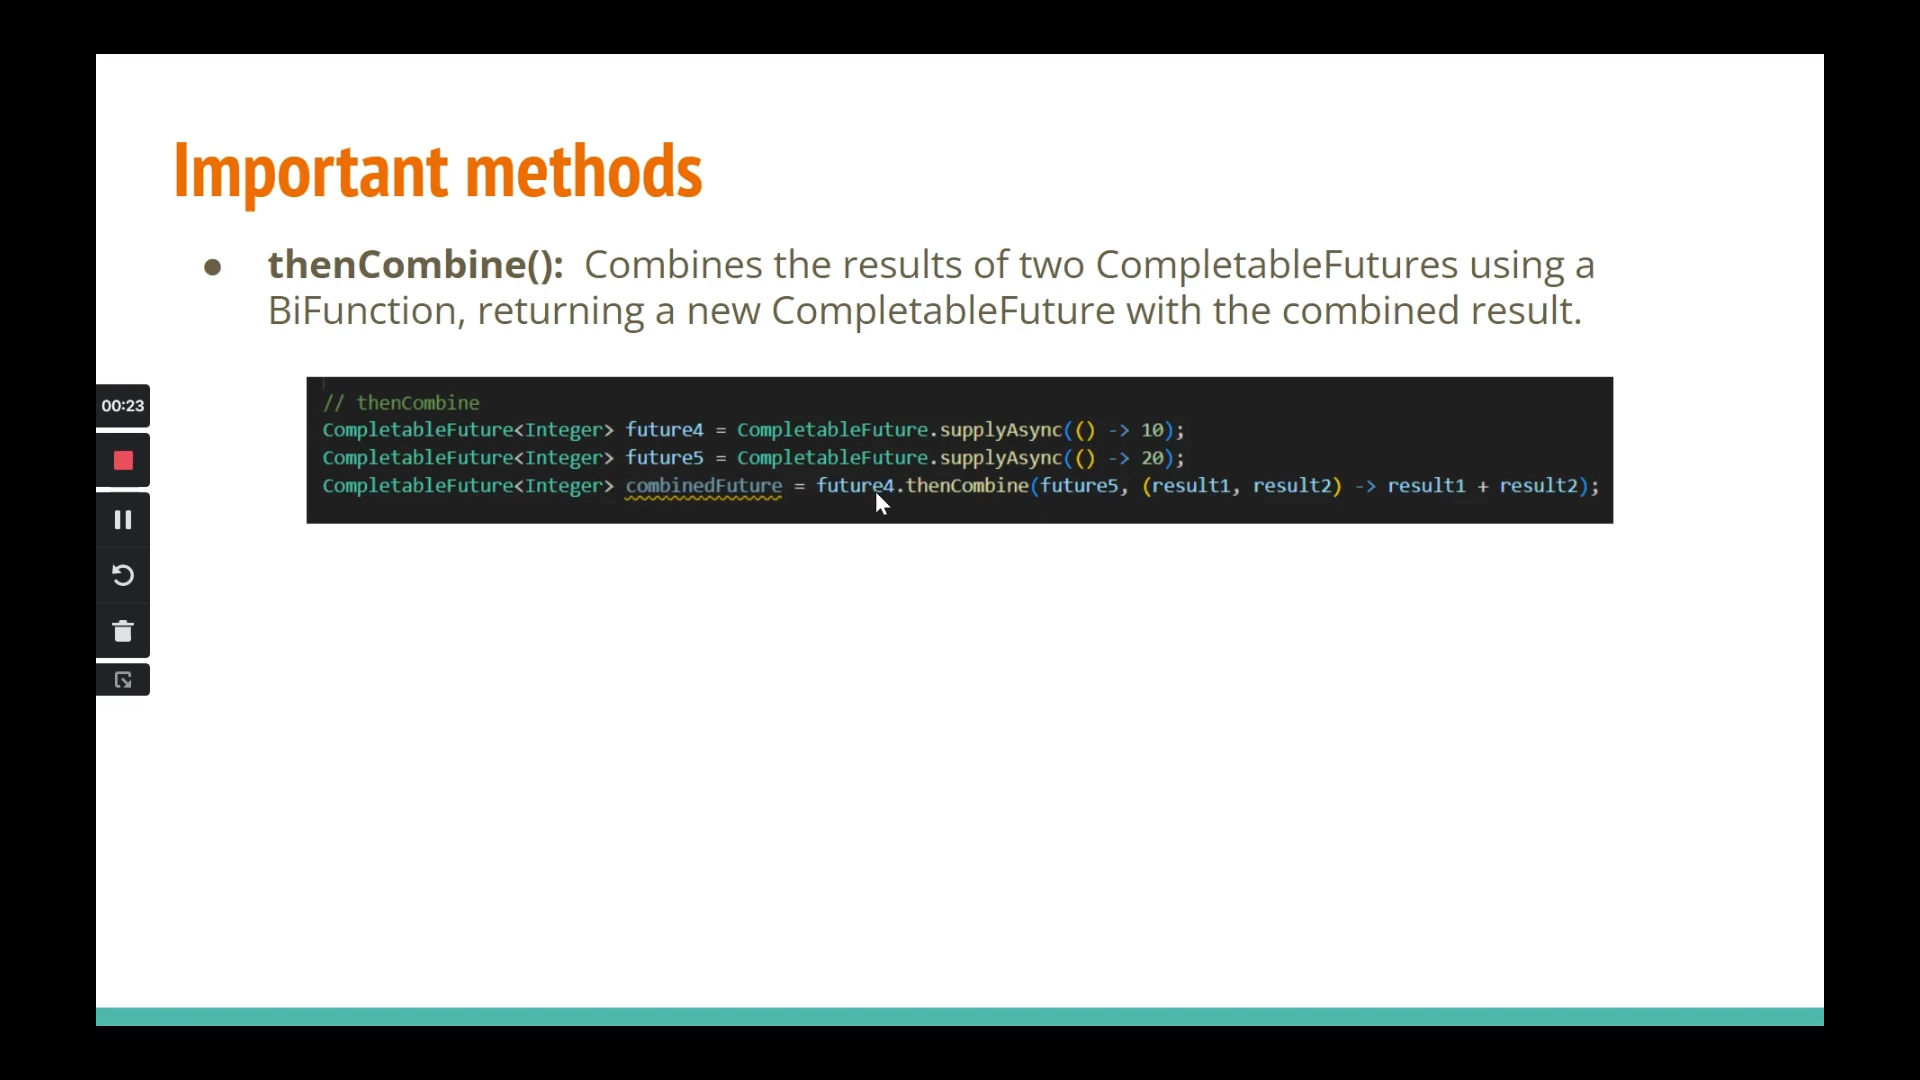 Important methods
● thenCombine(): Combines the results of two CompletableFutures using a
BiFunction, returning a new CompletableFuture with the combined result.
// thenCombine
CompletableFuture<Integer> future4 = CompletableFuture.supplyAsync(() -> 10);
CompletableFuture<Integer> future5 = CompletableFuture.supplyAsync(() -> 20);
CompletableFuture<Integer> combinedFuture = future4.thenCombine(future5, (result1, result2) -> result1 + result2);
00:23